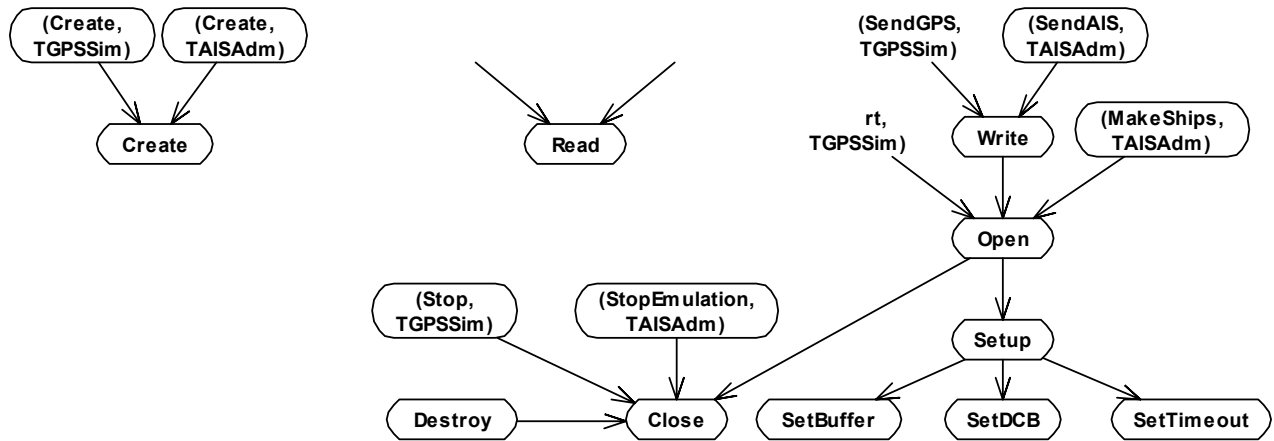 (Create,
TGPSSim)
(Create,
TAISAdm)
Create
Read
(SendGPS,
TGPSSim)
(SendAIS,
TAISAdm)
Write
rt,
TGPSSim)
(MakeShips,
TAISAdm)
Open
(Stop,
TGPSSim)
(StopEmulation,
TAISAdm)
Setup
Destroy
Close
SetBuffer
SetDCB
SetTimeout